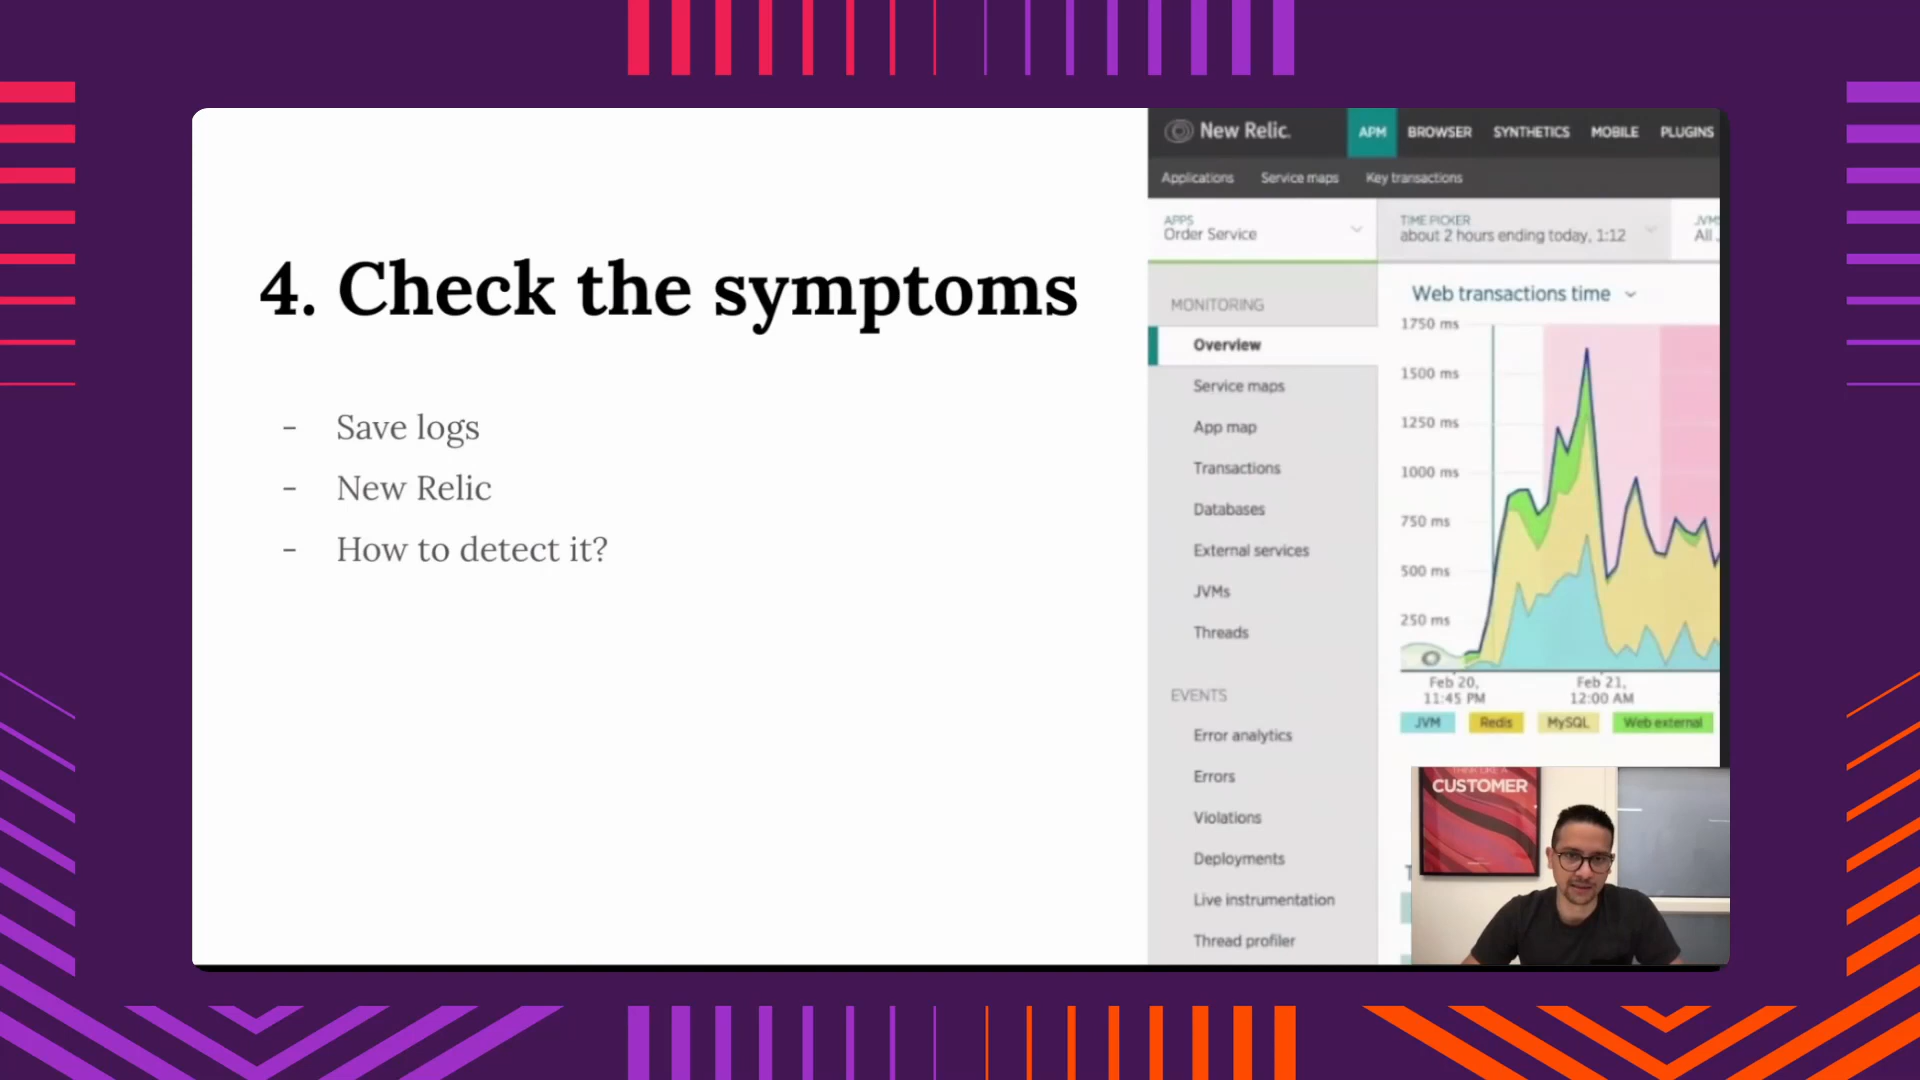 4. Check the symptoms
- Save logs
- New Relic
- How to detect it?
New Relic.
APM BROWSER SYNTHETICS MOBILE PLUGINS
Applications Service maps Key transactions
APPS
Order Service
TIME PICKER
about 2 hours ending today, 1:12
All
MONITORING
Overview
Service maps
App map
Transactions
Databases
External services
JVMs
Threads
EVENTS
Error analytics
Errors
Violations
Deployments
Live instrumentation
Thread profiler
Web transactions time
1750 ms
1500 ms
1250 ms
1000 ms
750 ms
500 ms
250 ms
Feb 20,
11:45 PM
Feb 21,
12:00 AM
JVM Redis MySQL Web external
CUSTOMER